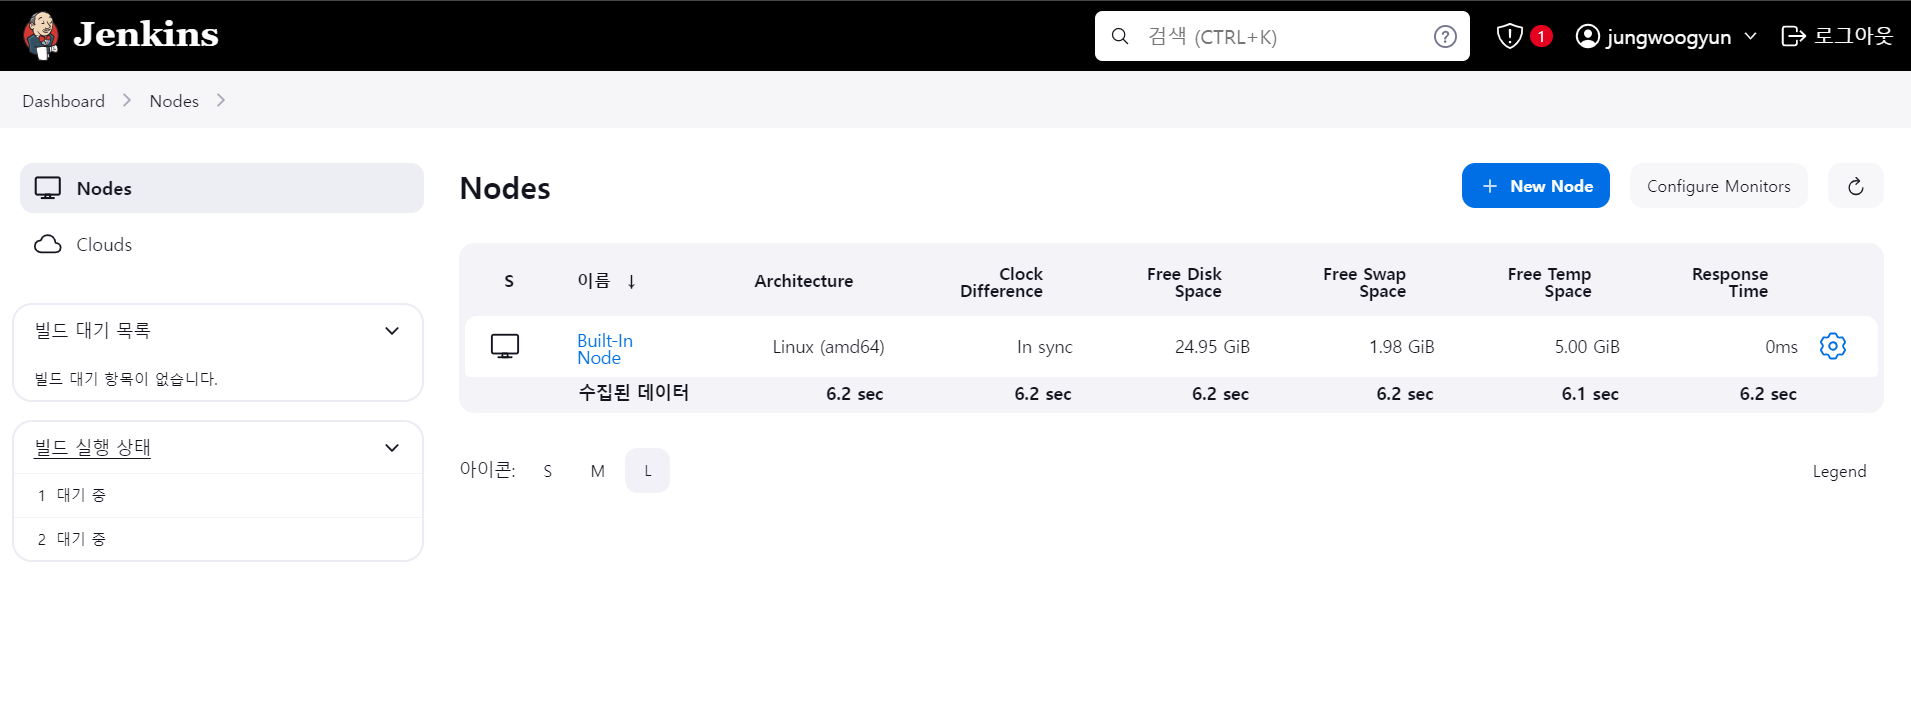 Jenkins
검색 (CTRL+K)
?
1
jungwoogyun
로그아웃
Dashboard
Nodes
Nodes
Clouds
빌드 대기 목록
빌드 대기 항목이 없습니다.
빌드 실행 상태
1 대기 중
2 대기 중
Nodes
+ New Node
Configure Monitors
S 이름 ↓ Architecture Clock Difference Free Disk Space Free Swap Space Free Temp Space Response Time
Built-In Node Linux (amd64) In sync 24.95 GiB 1.98 GiB 5.00 GiB 0ms
수집된 데이터 6.2 sec 6.2 sec 6.2 sec 6.2 sec 6.1 sec 6.2 sec
아이콘: S M L
Legend